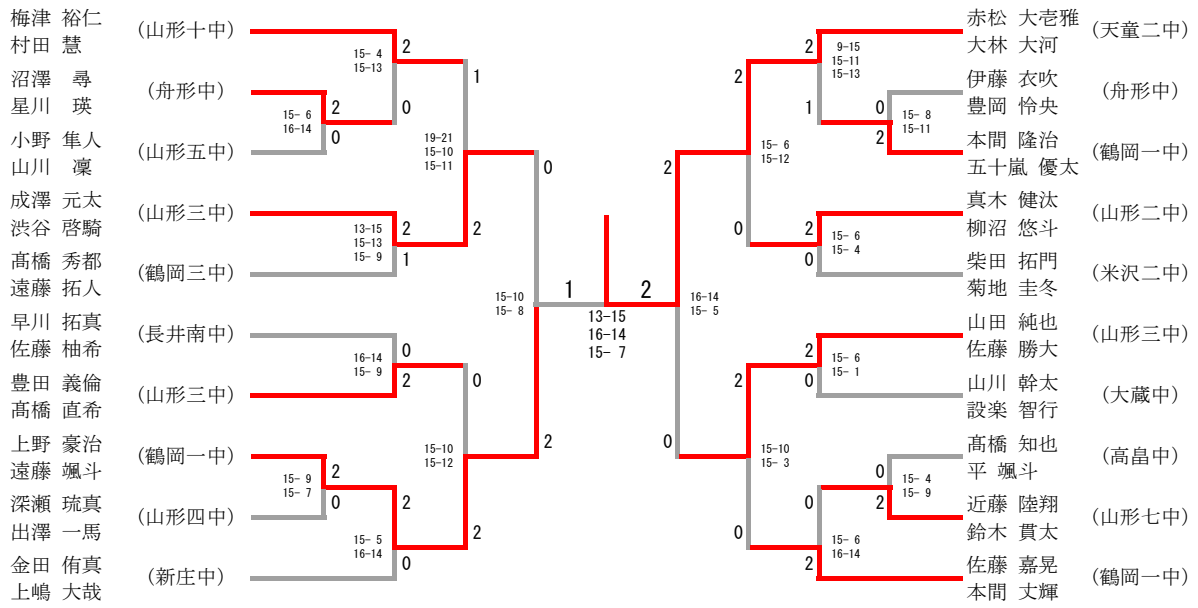 梅津 裕仁
村田 慧
(山形十中)
沼澤 尋
星川 瑛
(舟形中)
小野 隼人
山川 凜
(山形五中)
成澤 元太
渋谷 啓騎
(山形三中)
髙橋 秀都
遠藤 拓人
(鶴岡三中)
早川 拓真
佐藤 柚希
(長井南中)
豊田 義倫
髙橋 直希
(山形三中)
上野 豪治
遠藤 颯斗
(鶴岡一中)
深瀬 琉真
出澤 一馬
(山形四中)
金田 侑真
上嶋 大哉
(新庄中)
15- 6
16-14
2
0
15- 4
15-13
2
0
13-15
15-13
15- 9
2
1
16-14
15- 9
0
2
15- 9
15- 7
2
0
15- 5
16-14
2
0
19-21
15-10
15-11
1
2
15-10
15-12
0
2
15-10
15- 8
0
2
1
2
13-15
16-14
15- 7
16-14
15- 5
2
0
15- 6
15-12
2
0
15-10
15- 3
2
0
9-15
15-11
15-13
2
1
15- 8
15-11
0
2
15- 6
15- 4
2
0
15- 6
15- 1
2
0
15- 4
15- 9
0
2
15- 6
16-14
0
2
赤松 大壱雅
大林 大河
(天童二中)
伊藤 衣吹
豊岡 怜央
(舟形中)
本間 隆治
五十嵐 優太
(鶴岡一中)
真木 健汰
柳沼 悠斗
(山形二中)
柴田 拓門
菊地 圭冬
(米沢二中)
山田 純也
佐藤 勝大
(山形三中)
山川 幹太
設楽 智行
(大蔵中)
髙橋 知也
平 颯斗
(高畠中)
近藤 陸翔
鈴木 貫太
(山形七中)
佐藤 嘉晃
本間 丈輝
(鶴岡一中)